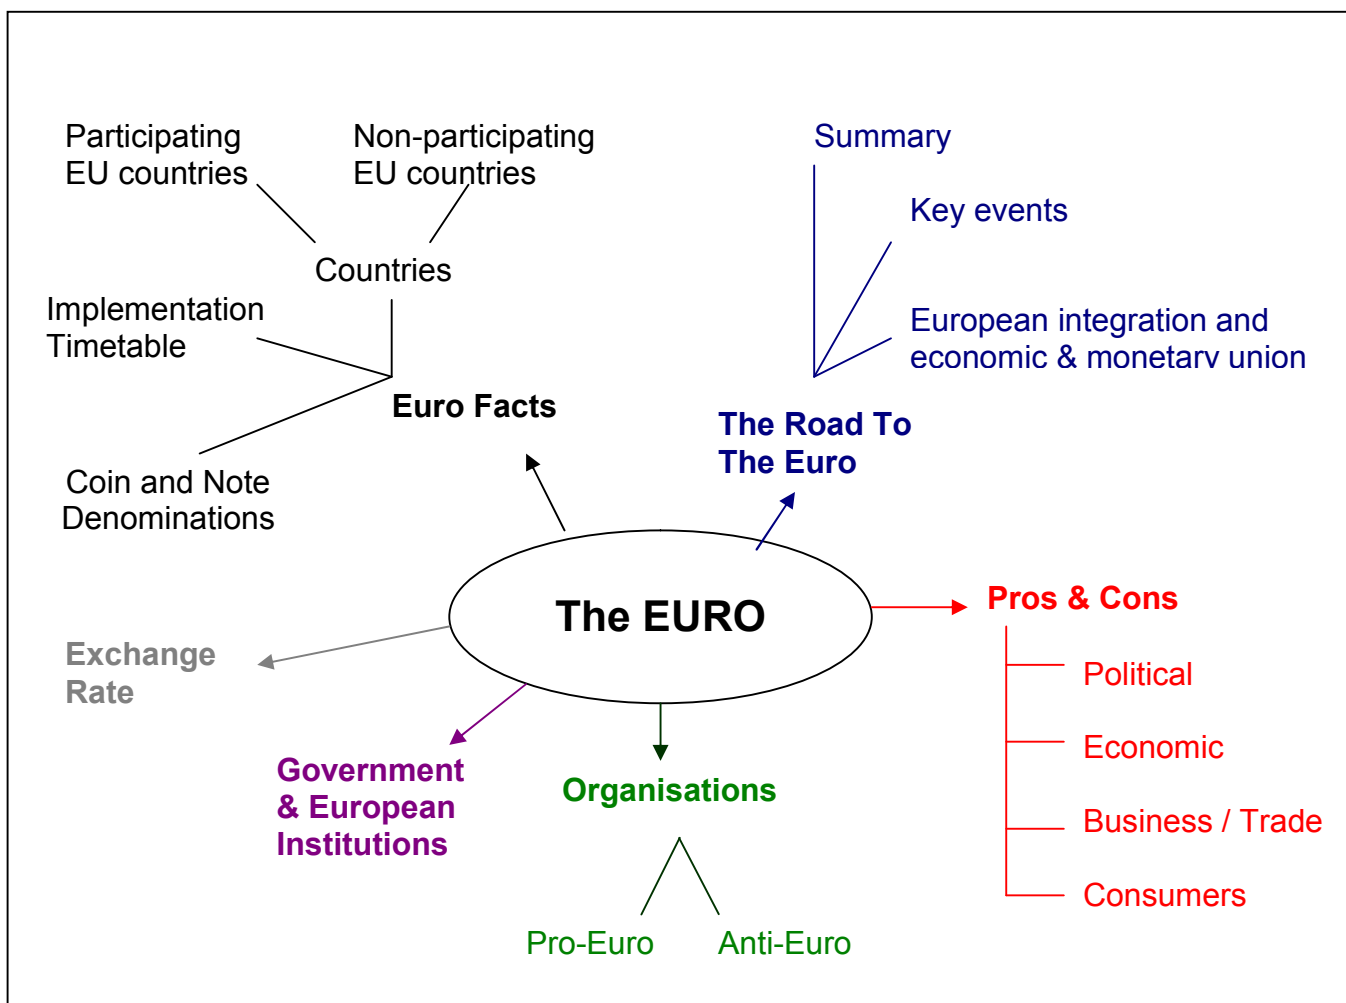 Participating
EU countries
Non-participating
EU countries
Summary
Key events
Countries
Implementation
Timetable
European integration and
economic & monetary union
Euro Facts
The Road To
The Euro
Coin and Note
Denominations
The EURO
Pros & Cons
Exchange
Rate
Political
Economic
Government
& European
Institutions
Organisations
Business / Trade
Consumers
Pro-Euro
Anti-Euro